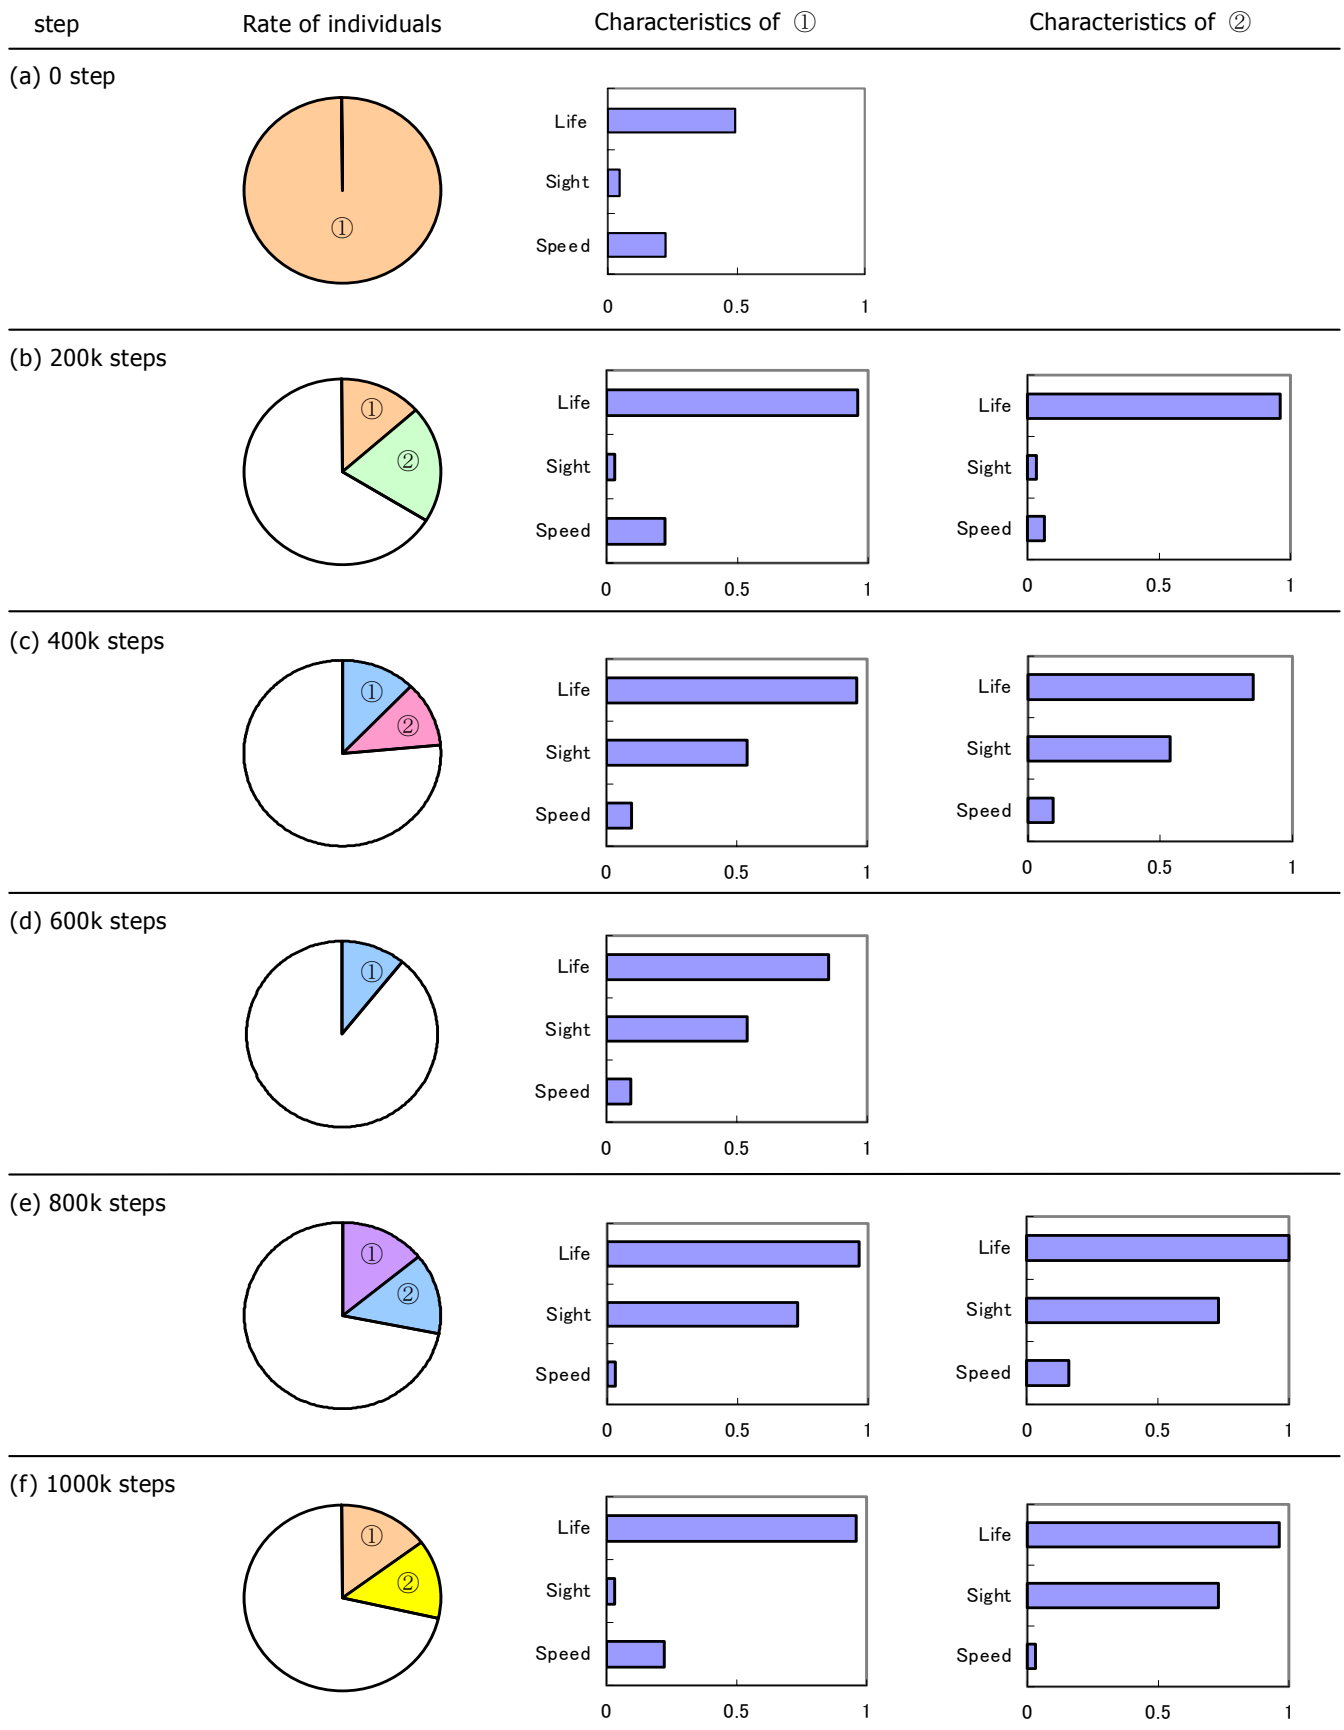 step Rate of individuals Characteristics of ① Characteristics of ②
(a) 0 step
①
Life
Sight
Speed
0 0.5 1
(b) 200k steps
①
②
Life
Sight
Speed
0 0.5 1
Life
Sight
Speed
0 0.5 1
(c) 400k steps
①
②
Life
Sight
Speed
0 0.5 1
Life
Sight
Speed
0 0.5 1
(d) 600k steps
①
Life
Sight
Speed
0 0.5 1
(e) 800k steps
①
②
Life
Sight
Speed
0 0.5 1
Life
Sight
Speed
0 0.5 1
(f) 1000k steps
①
②
Life
Sight
Speed
0 0.5 1
Life
Sight
Speed
0 0.5 1